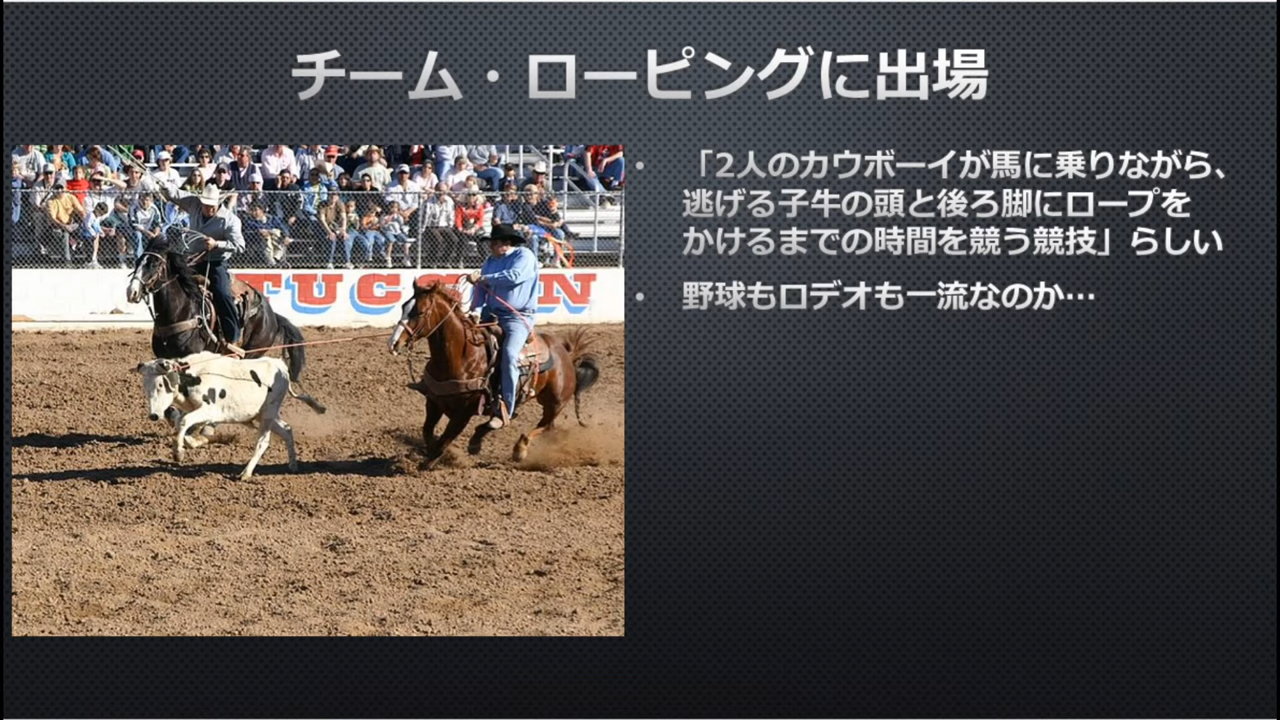 チーム・ローピングに出場
TUCSON
• 「2人のカウボーイが馬に乗りながら、
逃げる子牛の頭と後ろ脚にロープを
かけるまでの時間を競う競技」らしい
• 野球もロデオも一流なのか…